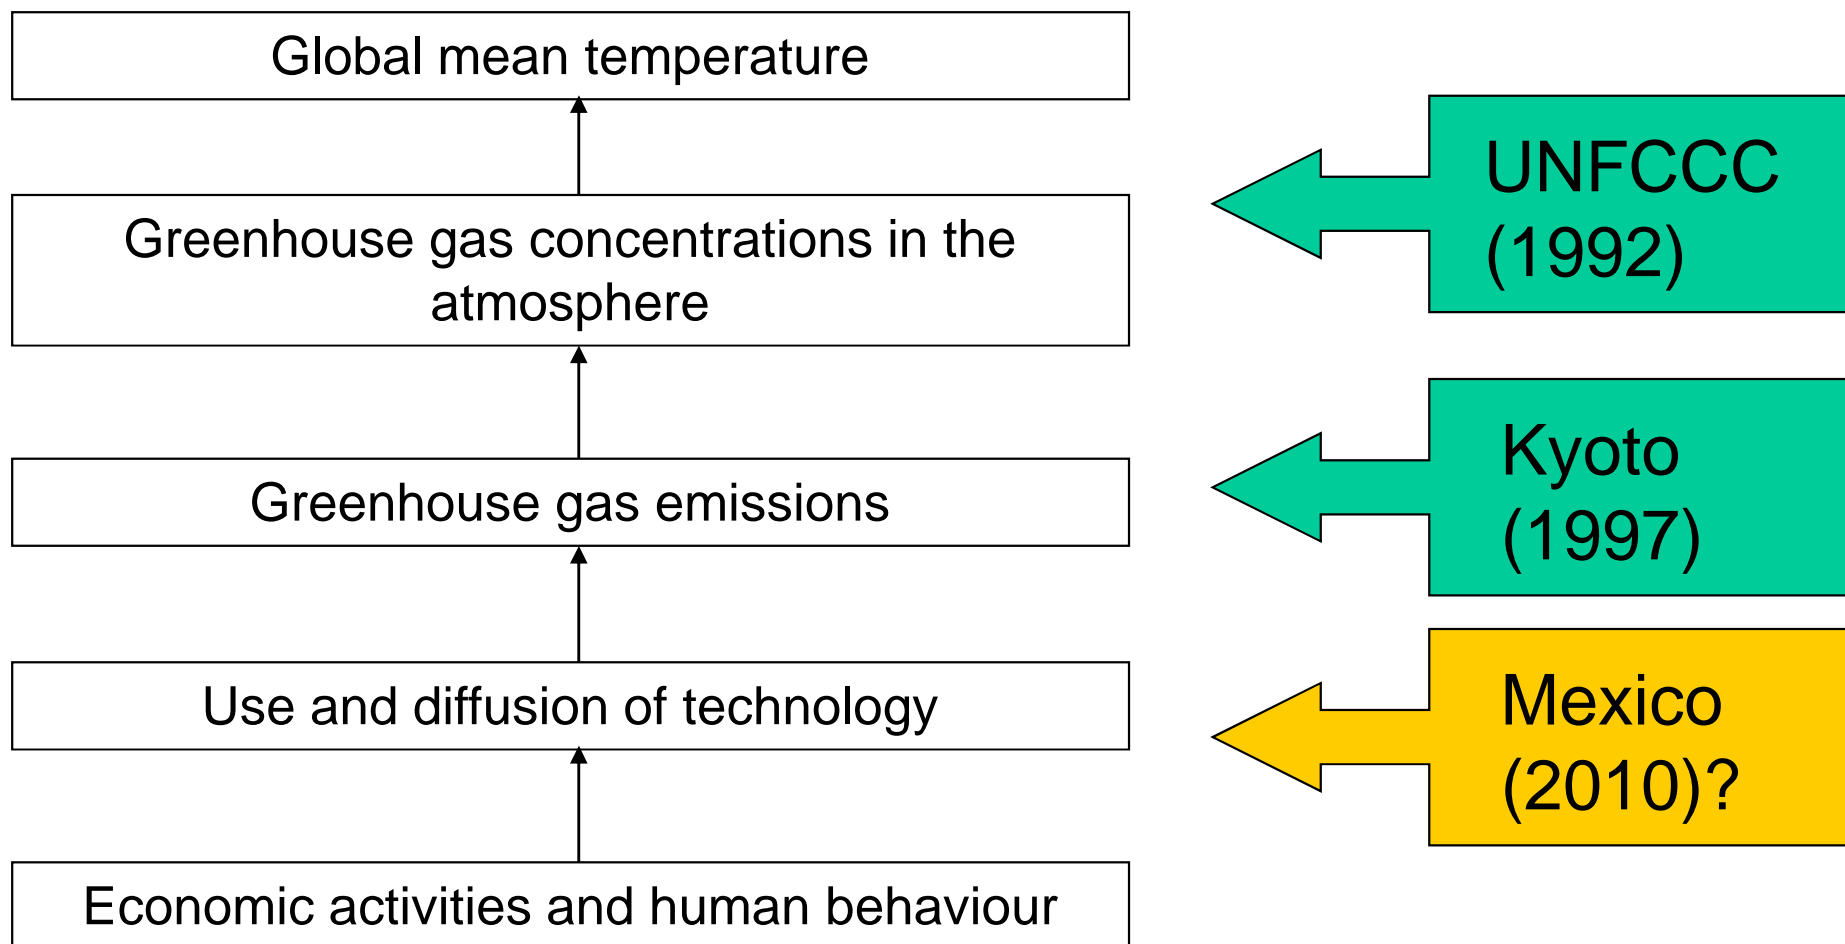 Global mean temperature
Greenhouse gas concentrations in the
atmosphere
Greenhouse gas emissions
Use and diffusion of technology
Economic activities and human behaviour
UNFCCC
(1992)
Kyoto
(1997)
Mexico
(2010)?